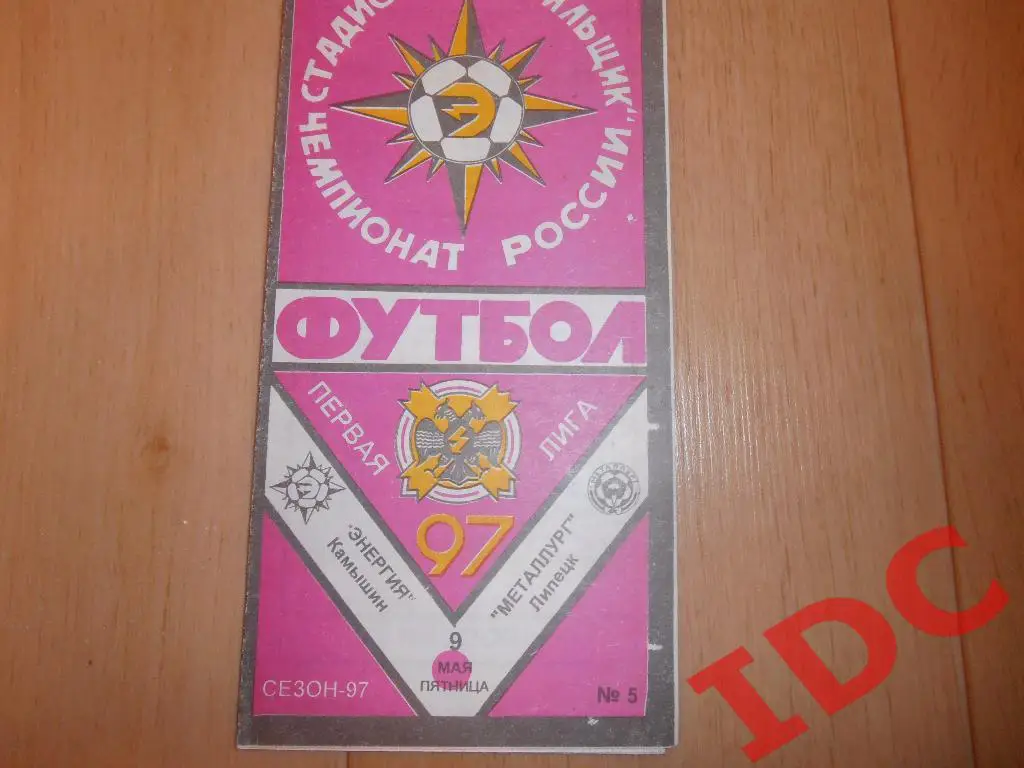 СТАДИО
ИЛЬЩИК"
ЧЕМПИОНАТ РОССИИ
Э
ФУТБОЛ
ПЕРВАЯ ЛИГА
97
"ЭНЕРГИЯ"
Камышин
"МЕТАЛЛУРГ"
Липецк
9
МАЯ
ПЯТНИЦА
СЕЗОН-97
№ 5
IDC